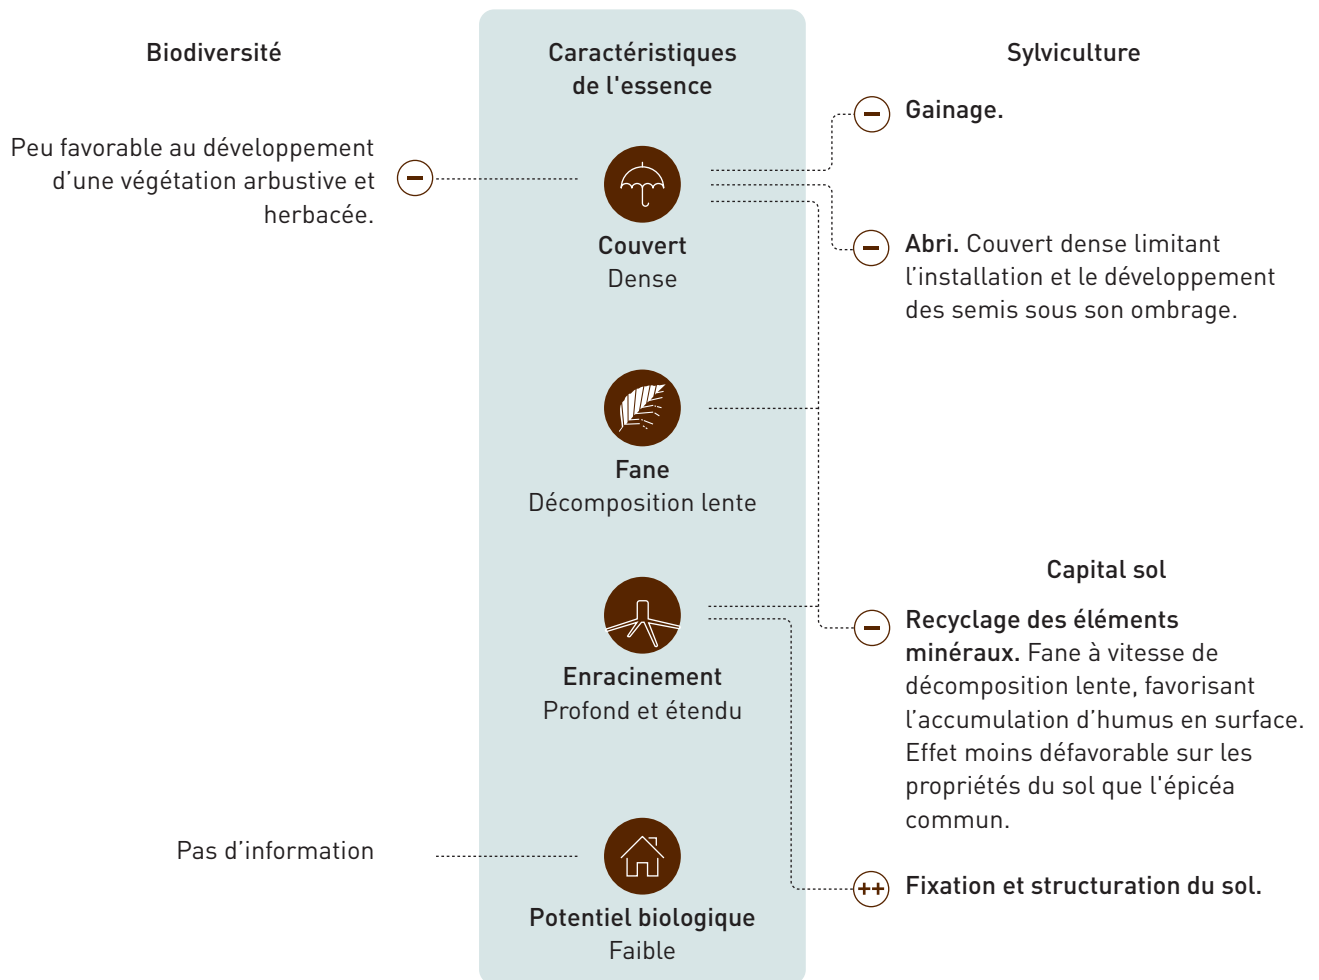 Biodiversité
Peu favorable au développement
d’une végétation arbustive et
herbacée.
−
Pas d’information
Caractéristiques
de l'essence
Couvert
Dense
Fane
Décomposition lente
Enracinement
Profond et étendu
Potentiel biologique
Faible
Sylviculture
− Gainage.
− Abri. Couvert dense limitant
l’installation et le développement
des semis sous son ombrage.
Capital sol
− Recyclage des éléments
minéraux. Fane à vitesse de
décomposition lente, favorisant
l’accumulation d’humus en surface.
Effet moins défavorable sur les
propriétés du sol que l'épicéa
commun.
++ Fixation et structuration du sol.